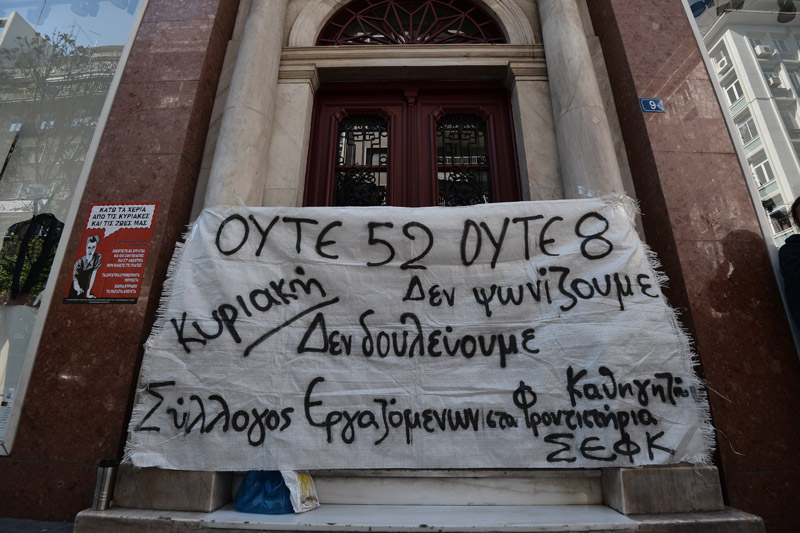 ΚΑΤΩ ΤΑ ΧΕΡΙΑ
ΑΠΟ ΤΙΣ ΚΥΡΙΑΚΕΣ
ΚΑΙ ΤΙΣ ΖΩΕΣ ΜΑΣ
9
ΟΥΤΕ 52 ΟΥΤΕ 8
Κυριακή / Δεν ψωνίζουμε
Δεν δουλεύουμε
Σύλλογος Εργαζόμενων στα Φροντιστήρια
Καθηγητών
ΣΕΦΚ